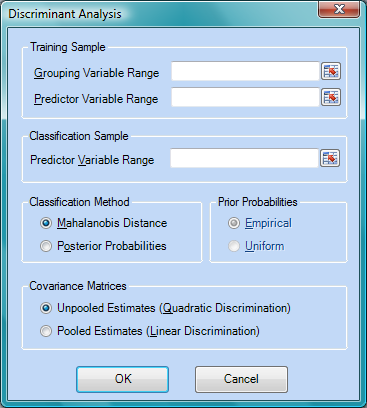 Discriminant Analysis
Training Sample
Grouping Variable Range
Predictor Variable Range
Classification Sample
Predictor Variable Range
Classification Method
Prior Probabilities
Mahalanobis Distance
Empirical
Posterior Probabilities
Uniform
Covariance Matrices
Unpooled Estimates (Quadratic Discrimination)
Pooled Estimates (Linear Discrimination)
OK
Cancel